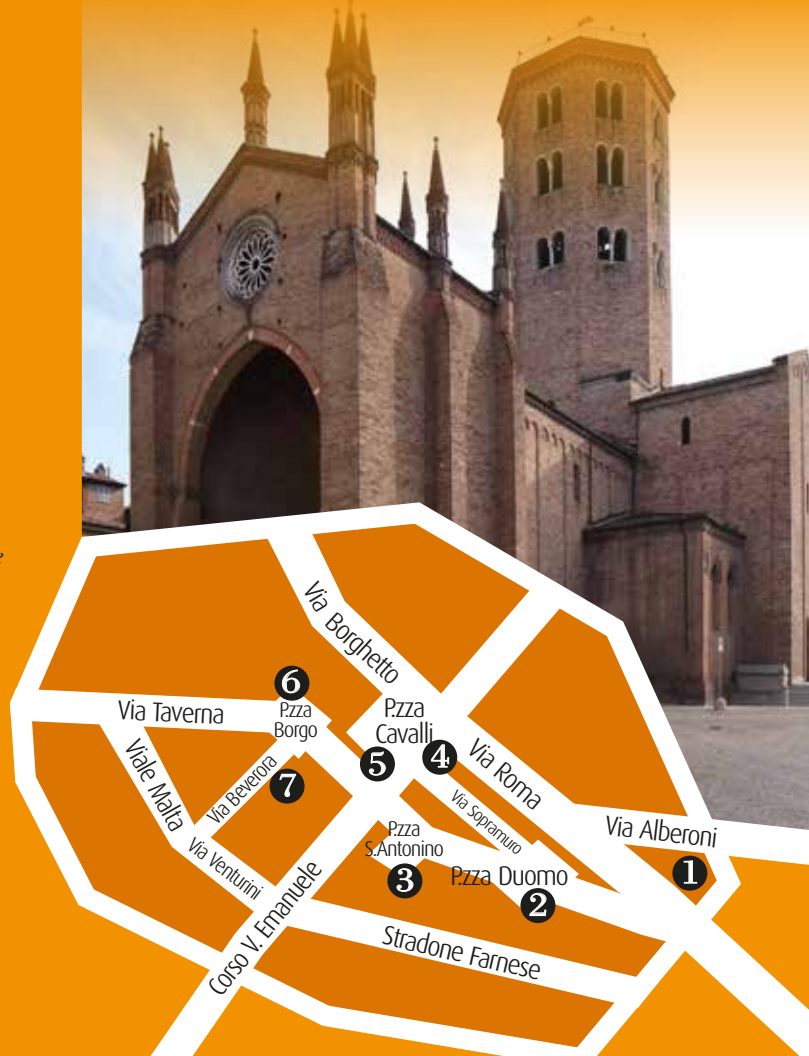 Via Borghetto
6
Via Taverna
P.zza
Borgo
P.zza
Cavalli
5
4
Via Roma
Viale Malta
Via Beverora
7
Via Sopramuro
Via Alberoni
Via Venturini
P.zza
S.Antonino
3
P.zza Duomo
2
1
Corso V. Emanuele
Stradone Farnese